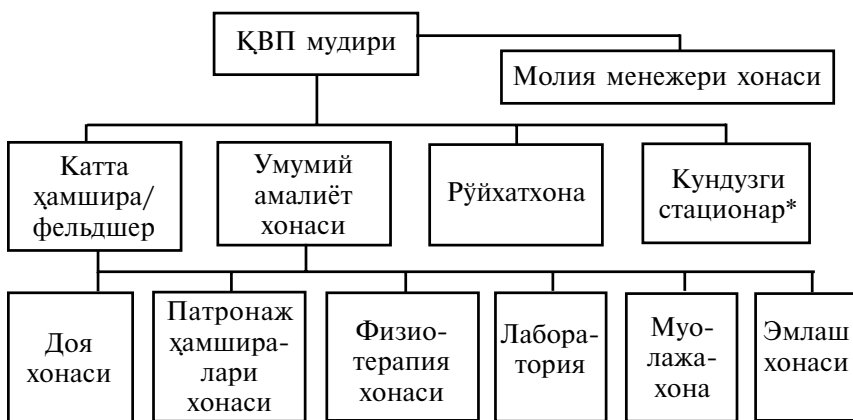 ҚВП мудири
Молия менежери хонаси
Катта
ҳамшира/
фельдшер
Умумий
амалиёт
хонаси
Рўйхатхона
Кундузги
стационар*
Доя
хонаси
Патронаж
ҳамшира-
лари
хонаси
Физио-
терапия
хонаси
Лабора-
тория
Муо-
лажа-
хона
Эмлаш
хонаси